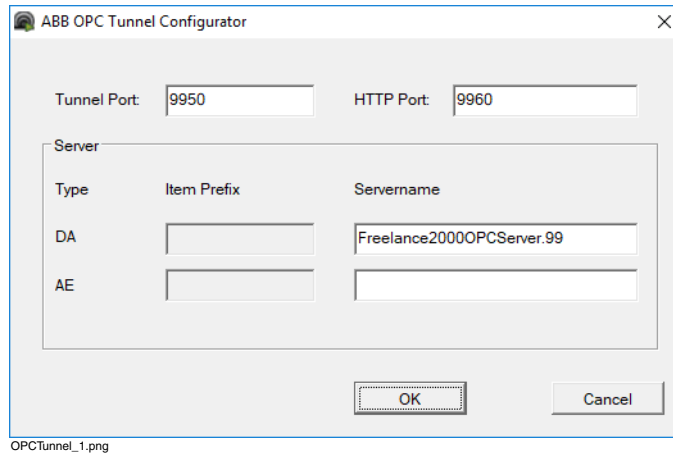 ABB OPC Tunnel Configurator
Tunnel Port: 9950 HTTP Port: 9960
Server
Type Item Prefix Servername
DA Freelance2000OPCServer.99
AE
OK Cancel
OPCTunnel_1.png